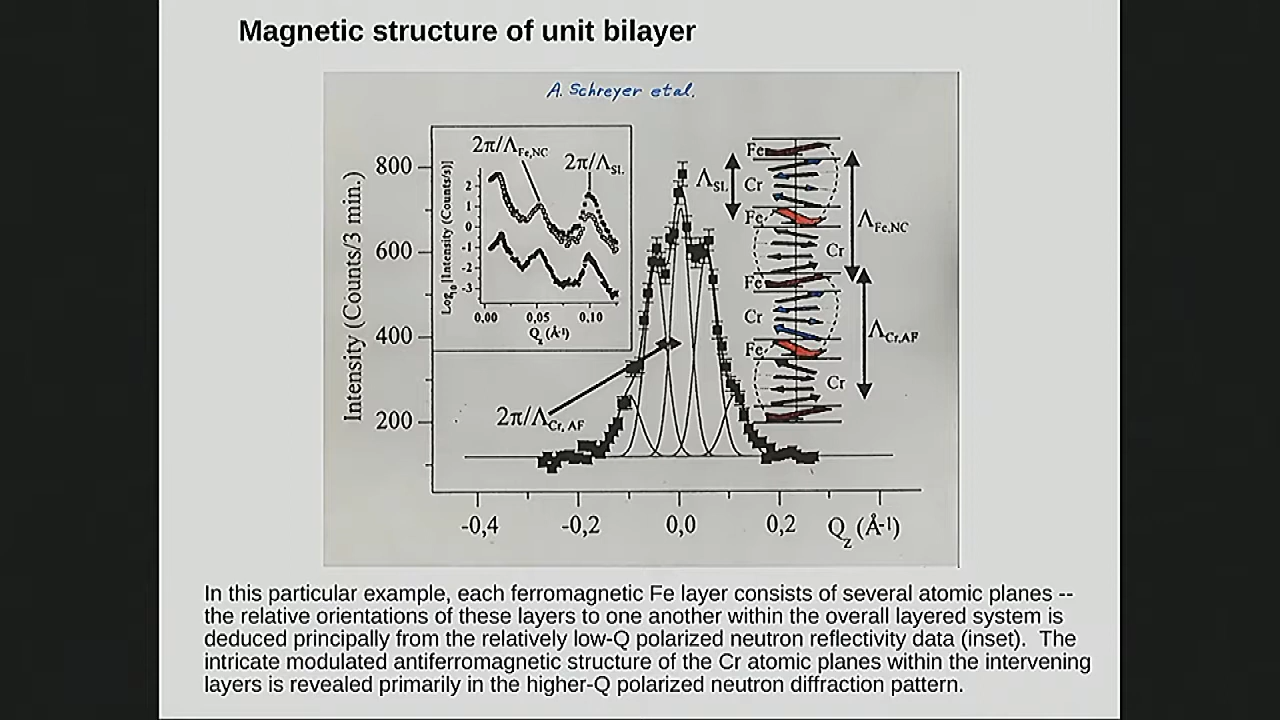 Magnetic structure of unit bilayer
A. Schreyer et al.
2π/ΛFe,NC
2π/ΛSL
Log10[Intensity (Counts/s)]
2
1
0
-1
-2
-3
0,00
0,05
0,10
Qz (Å-1)
Intensity (Counts/3 min.)
800
600
400
200
2π/ΛCr, AF
ΛSL
Fe
Cr
Fe
Cr
Fe
Cr
Fe
Cr
ΛFe,NC
ΛCr,AF
-0,4
-0,2
0,0
0,2
Qz (Å-1)
In this particular example, each ferromagnetic Fe layer consists of several atomic planes --
the relative orientations of these layers to one another within the overall layered system is
deduced principally from the relatively low-Q polarized neutron reflectivity data (inset). The
intricate modulated antiferromagnetic structure of the Cr atomic planes within the intervening
layers is revealed primarily in the higher-Q polarized neutron diffraction pattern.